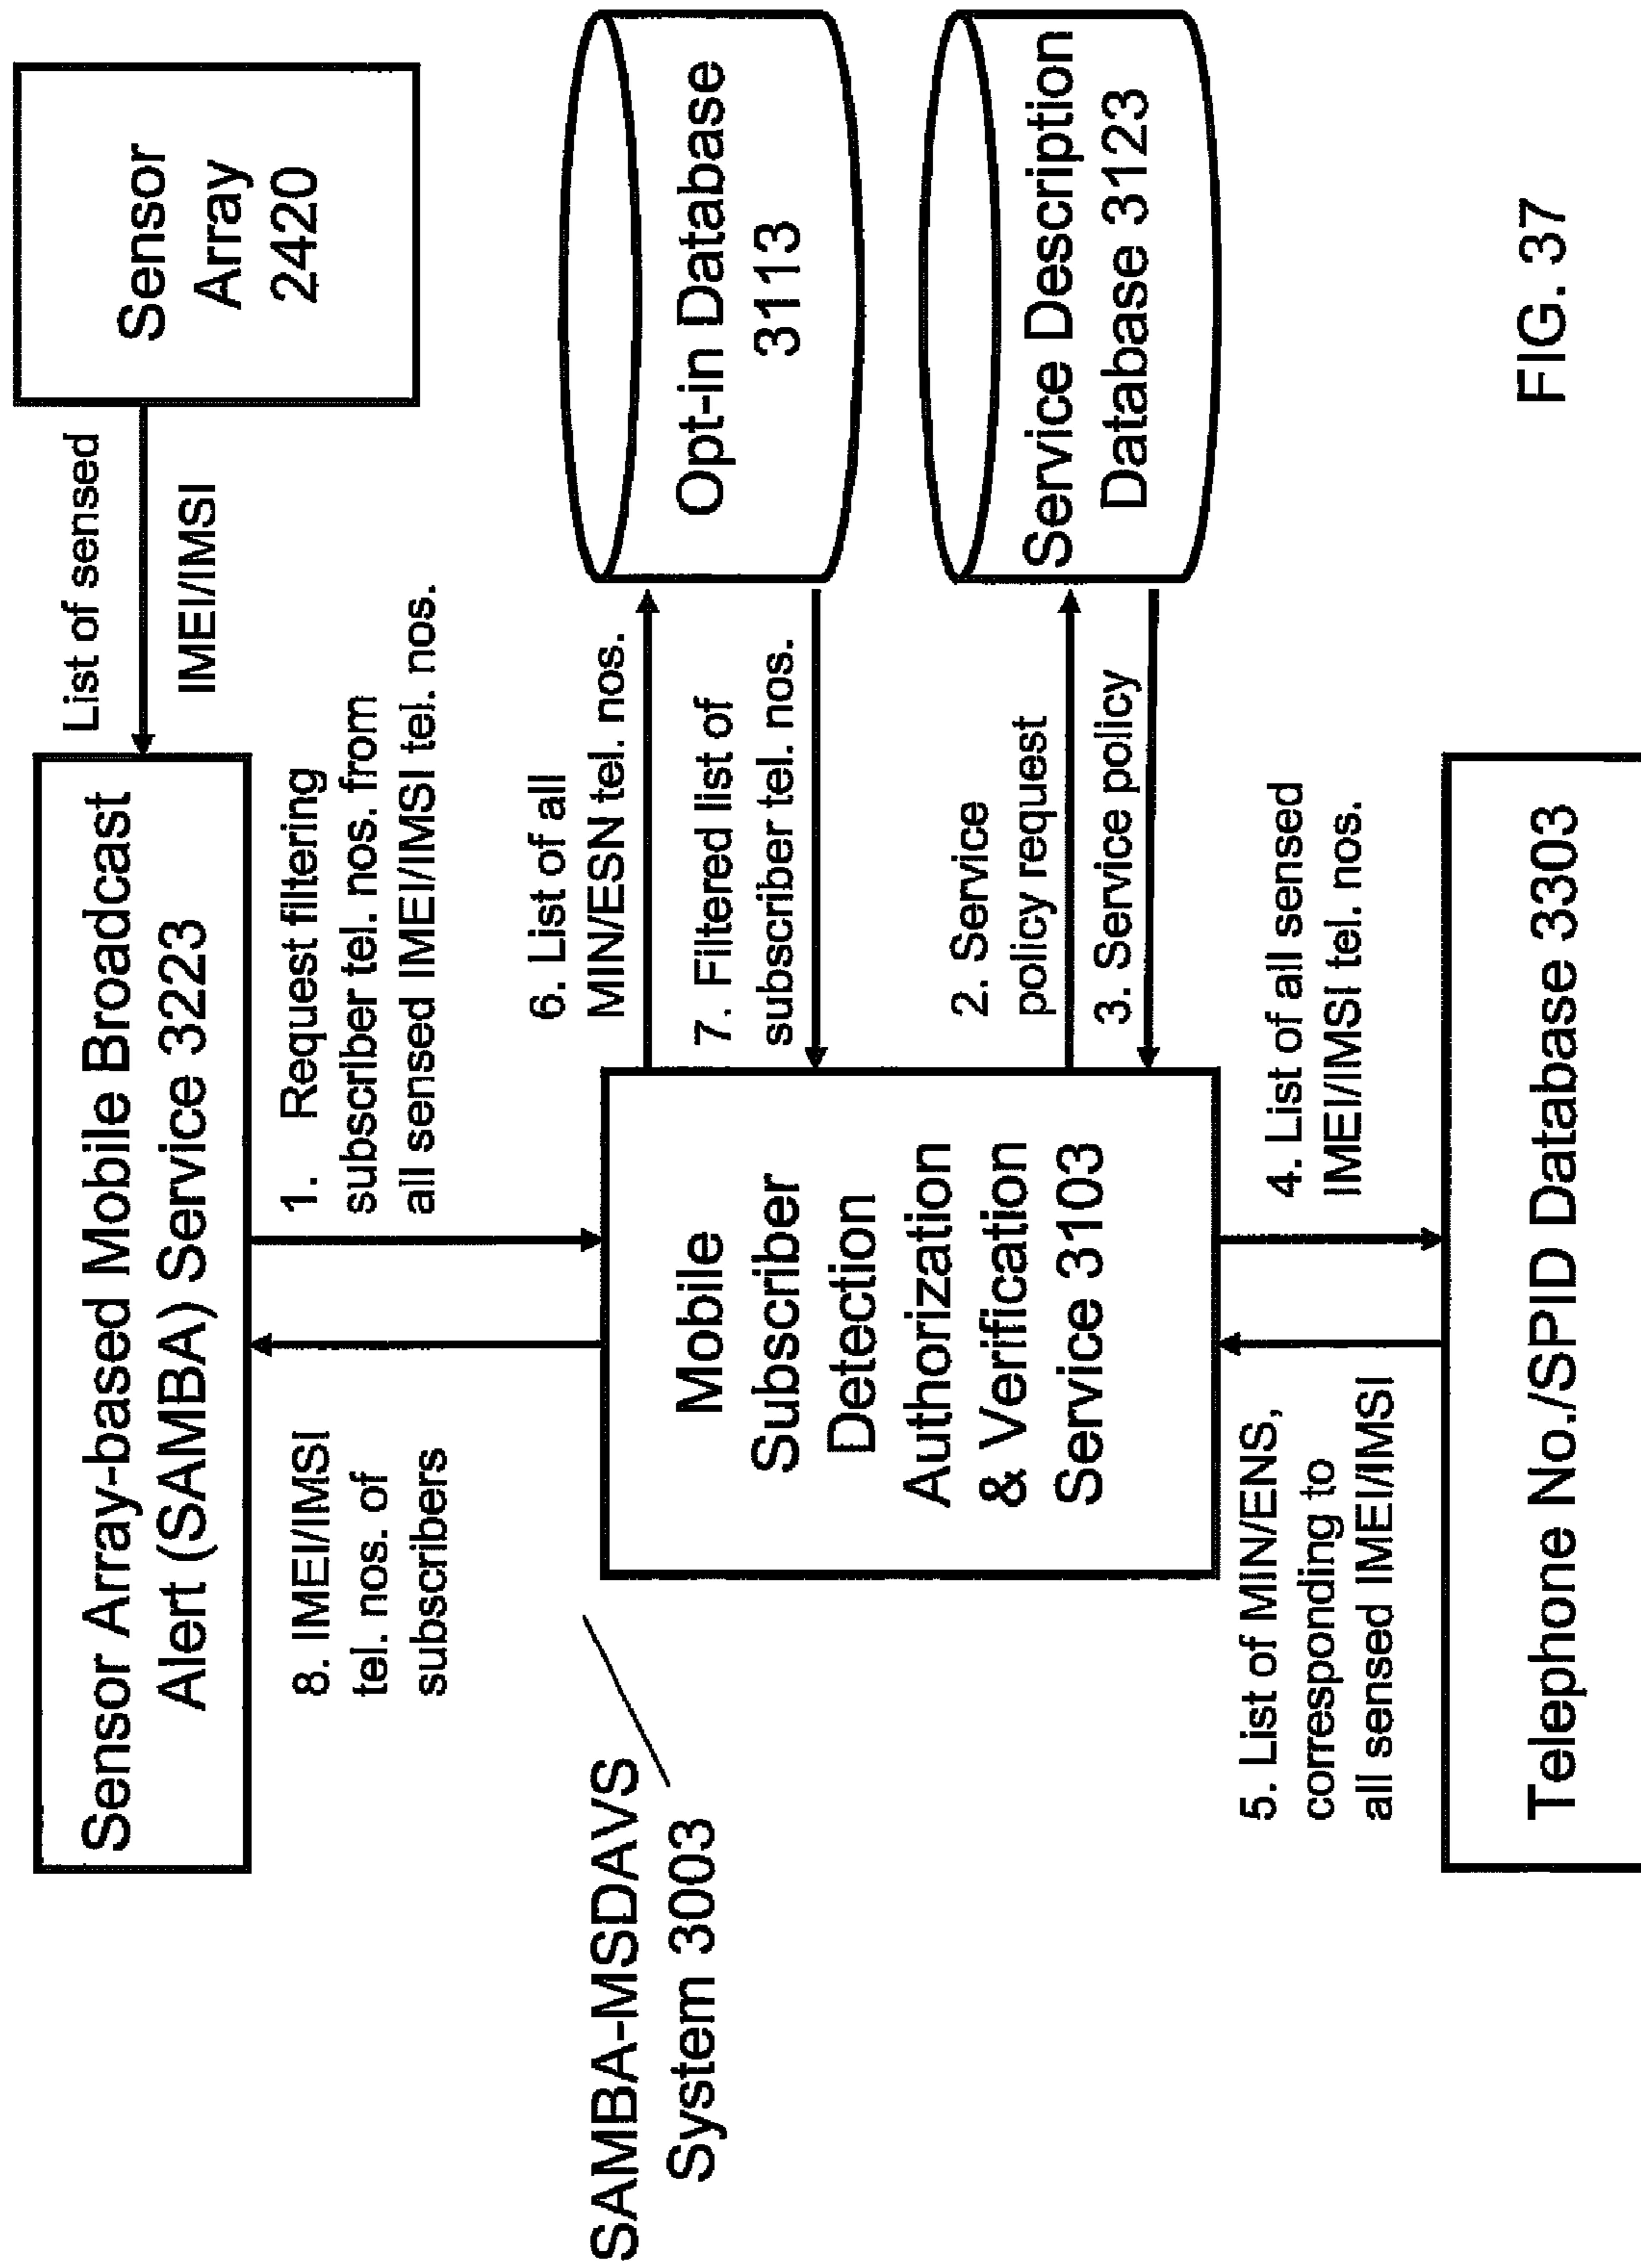 Sensor Array-based Mobile Broadcast
Alert (SAMBA) Service 3223
List of sensed
IMEI/IMSI
Sensor
Array
2420
8. IMEI/IMSI
tel. nos. of
subscribers
1. Request filtering
subscriber tel. nos. from
all sensed IMEI/IMSI tel. nos.
SAMBA-MSDAVS
System 3003
Mobile
Subscriber
Detection
Authorization
& Verification
Service 3103
6. List of all
MIN/ESN tel. nos.
7. Filtered list of
subscriber tel. nos.
Opt-in Database
3113
2. Service
policy request
3. Service policy
Service Description
Database 3123
5. List of MIN/ENS,
corresponding to
all sensed IMEI/IMSI
4. List of all sensed
IMEI/IMSI tel. nos.
Telephone No./SPID Database 3303
FIG. 37